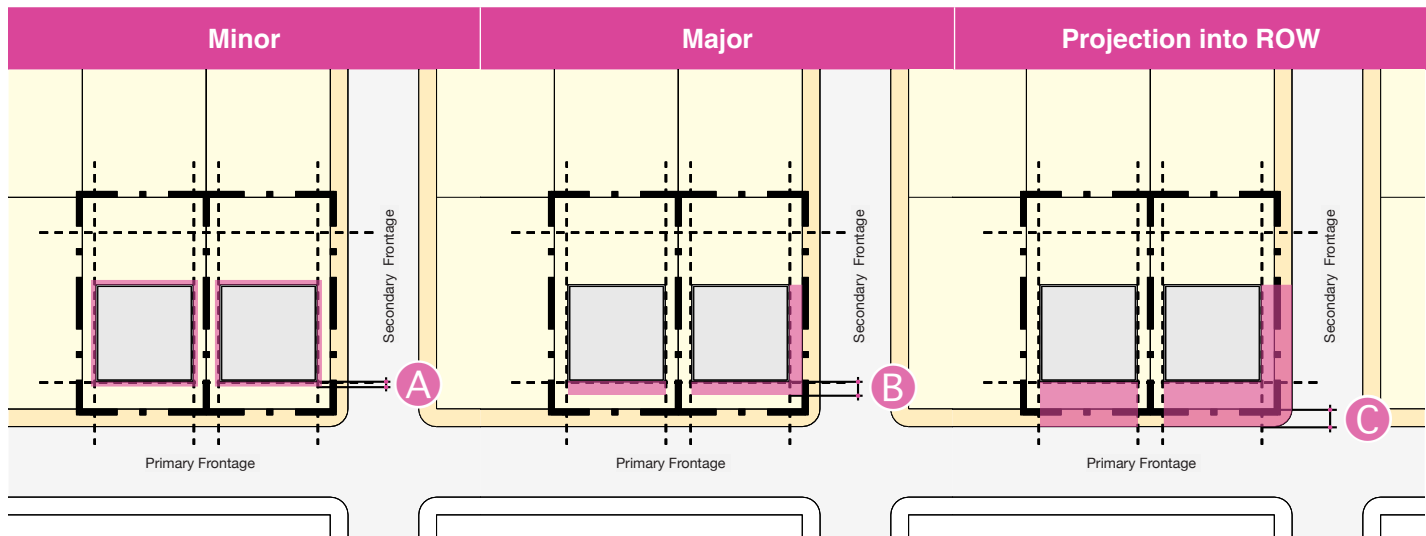 Minor
Major
Projection into ROW
Secondary Frontage
Secondary Frontage
Secondary Frontage
A
B
C
Primary Frontage
Primary Frontage
Primary Frontage